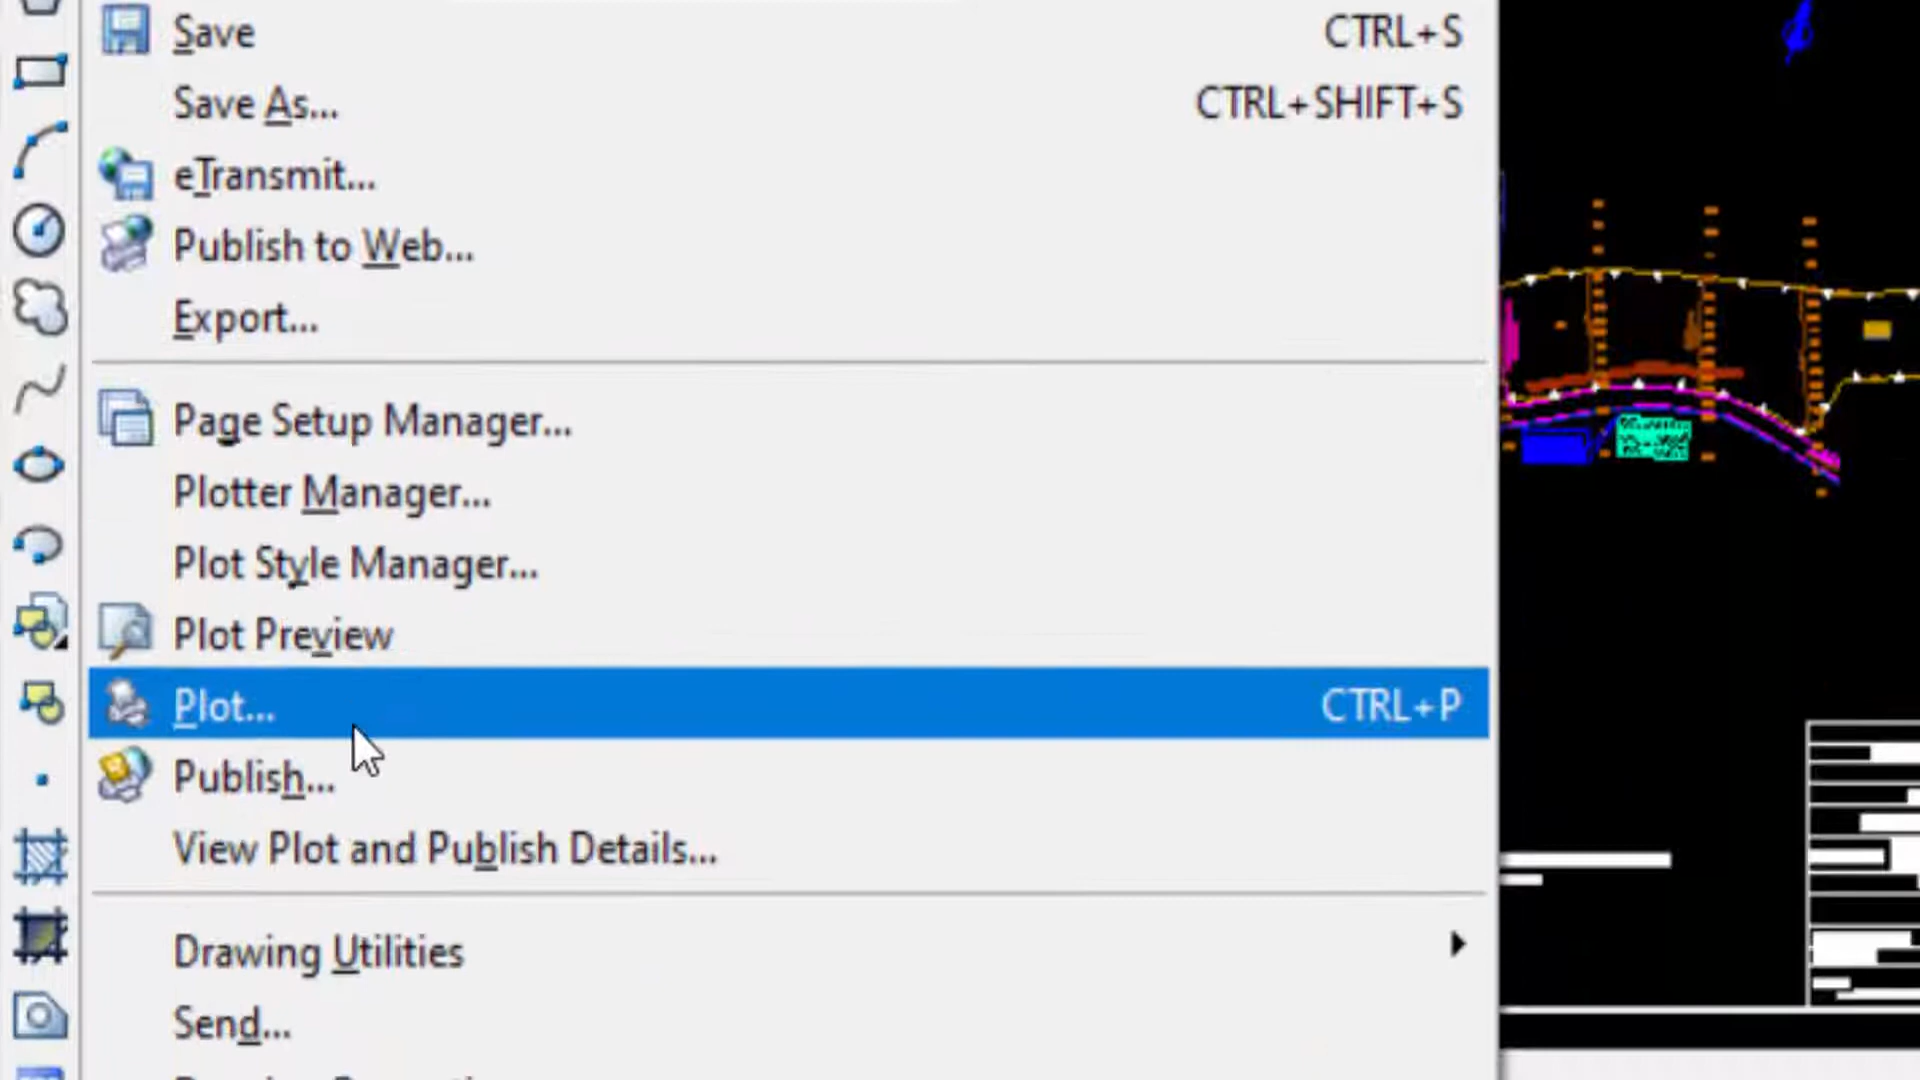 Save CTRL+S
Save As... CTRL+SHIFT+S
eTransmit...
Publish to Web...
Export...
Page Setup Manager...
Plotter Manager...
Plot Style Manager...
Plot Preview
Plot... CTRL+P
Publish...
View Plot and Publish Details...
Drawing Utilities
Send...